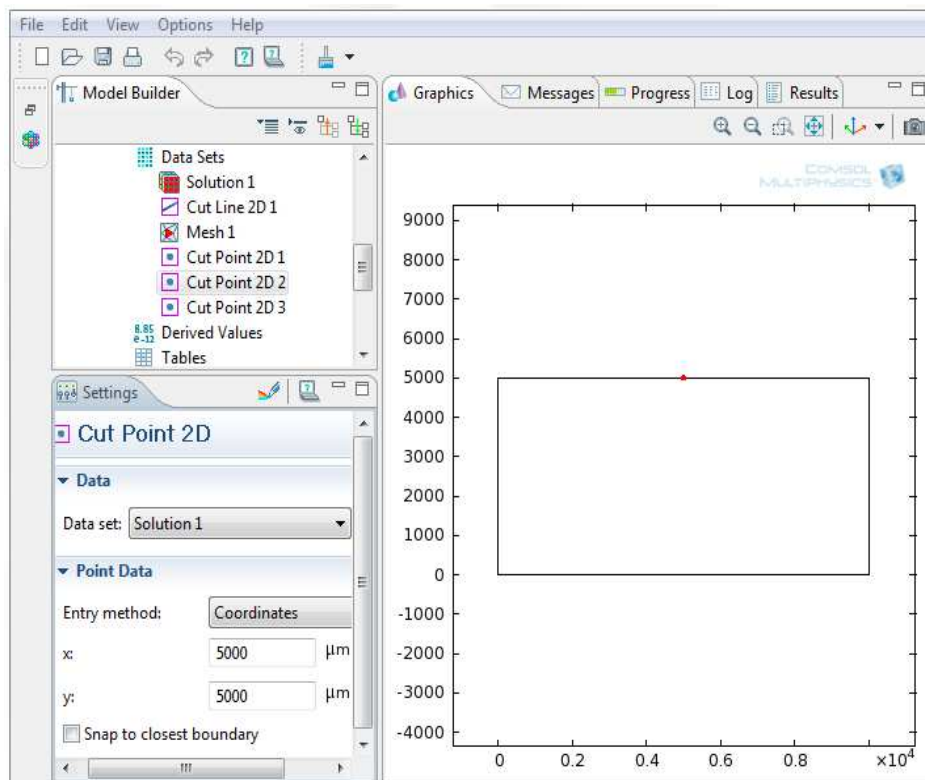 File Edit View Options Help
Model Builder
Data Sets
Solution 1
Cut Line 2D 1
Mesh 1
Cut Point 2D 1
Cut Point 2D 2
Cut Point 2D 3
8.85
e-12
Derived Values
Tables
Settings
Cut Point 2D
Data
Data set: Solution 1
Point Data
Entry method: Coordinates
x: 5000 µm
y: 5000 µm
Snap to closest boundary
Graphics Messages Progress Log Results
COMSOL
MULTIPHYSICS
9000
8000
7000
6000
5000
4000
3000
2000
1000
0
-1000
-2000
-3000
-4000
0 0.2 0.4 0.6 0.8 ×10⁴